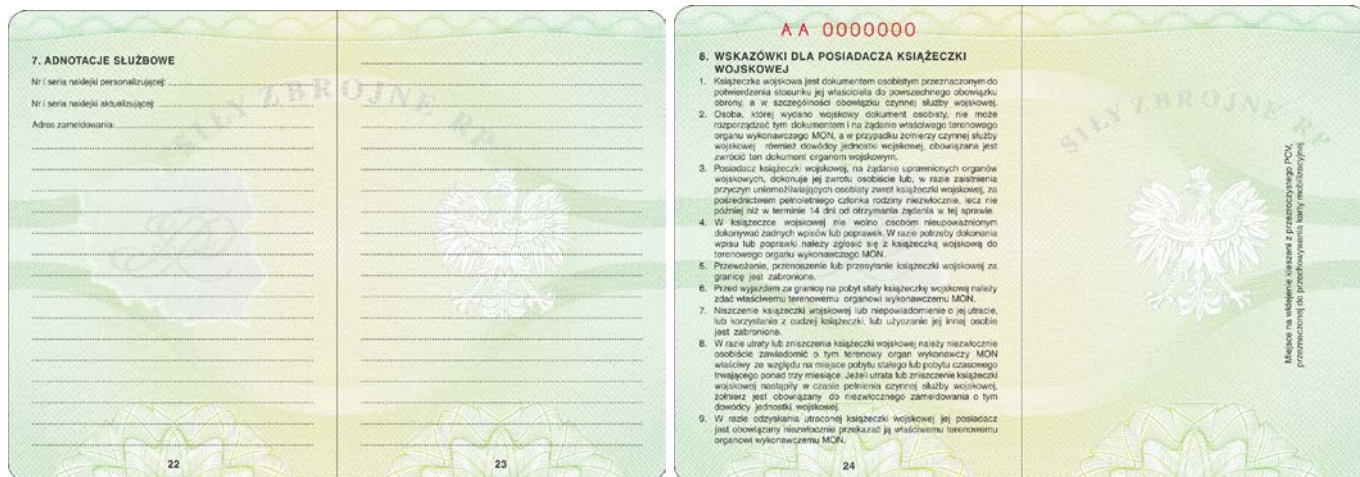 7. ADNOTACJE SŁUŻBOWE
Nr i seria naklejki personalizującej:
Nr i seria naklejki aktualizującej:
Adres zameldowania:
SIŁY ZBROJNE RP
22
23
AA 0000000
8. WSKAZÓWKI DLA POSIADACZA KSIĄŻECZKI
WOJSKOWEJ
1. Książeczka wojskowa jest dokumentem osobistym przeznaczonym do
potwierdzenia stosunku jej właściciela do powszechnego obowiązku
obrony, a w szczególności obowiązku czynnej służby wojskowej.
2. Osoba, której wydano wojskowy dokument osobisty, nie może
rozporządzać tym dokumentem i na żądanie właściwego terenowego
organu wykonawczego MON, a w przypadku żołnierzy czynnej służby
wojskowej również dowódcy jednostki wojskowej, obowiązana jest
zwrócić ten dokument organom wojskowym.
3. Posiadacz książeczki wojskowej, na żądanie uprawnionych organów
wojskowych, dokonuje jej zwrotu osobiście lub, w razie zaistnienia
przyczyn uniemożliwiających osobisty zwrot książeczki wojskowej, za
pośrednictwem pełnoletniego członka rodziny niezwłocznie, lecz nie
później niż w terminie 14 dni od otrzymania żądania w tej sprawie.
4. W książeczce wojskowej nie wolno osobom nieupoważnionym
dokonywać żadnych wpisów lub poprawek. W razie potrzeby dokonania
wpisu lub poprawki należy zgłosić się z książeczką wojskową do
terenowego organu wykonawczego MON.
5. Przewożenie, przenoszenie lub przesyłanie książeczki wojskowej za
granicę jest zabronione.
6. Przed wyjazdem za granicę na pobyt stały książeczkę wojskową należy
zdać właściwemu terenowemu organowi wykonawczemu MON.
7. Niszczenie książeczki wojskowej lub niepowiadomienie o jej utracie,
lub korzystanie z cudzej książeczki, lub użyczanie jej innej osobie
jest zabronione.
8. W razie utraty lub zniszczenia książeczki wojskowej należy niezwłocznie
osobiście zawiadomić o tym terenowy organ wykonawczy MON
właściwy ze względu na miejsce pobytu stałego lub pobytu czasowego
trwającego ponad trzy miesiące. Jeżeli utrata lub zniszczenie książeczki
wojskowej nastąpiły w czasie pełnienia czynnej służby wojskowej,
żołnierz jest obowiązany do niezwłocznego zameldowania o tym
dowódcy jednostki wojskowej.
9. W razie odzyskania utraconej książeczki wojskowej jej posiadacz
jest obowiązany niezwłocznie przekazać ją właściwemu terenowemu
organowi wykonawczemu MON.
24
SIŁY ZBROJNE RP
Miejsce na wklejenie kieszeni z przezroczystego PCV,
przeznaczonej do przechowywania karty mobilizacyjnej